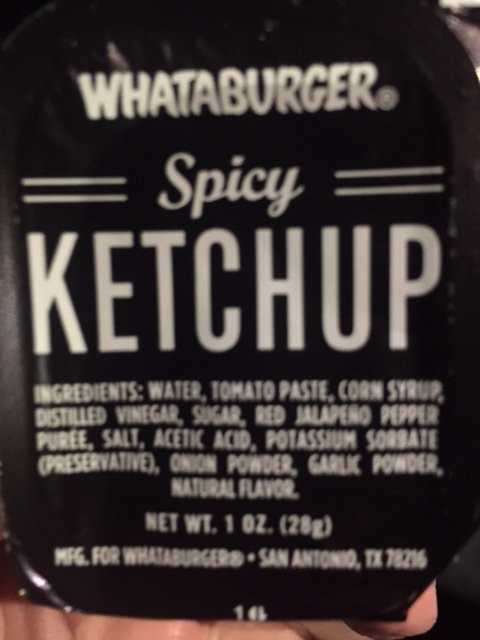 WHATABURGER®
Spicy
KETCHUP
INGREDIENTS: WATER, TOMATO PASTE, CORN SYRUP,
DISTILLED VINEGAR, SUGAR, RED JALAPEÑO PEPPER
PUREE, SALT, ACETIC ACID, POTASSIUM SORBATE
(PRESERVATIVE), ONION POWDER, GARLIC POWDER,
NATURAL FLAVOR.
NET WT. 1 OZ. (28g)
MFG. FOR WHATABURGER® • SAN ANTONIO, TX 78216